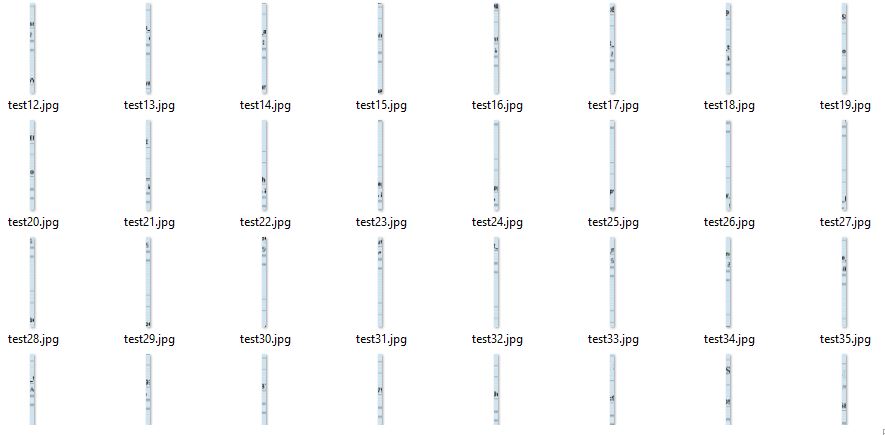 test12.jpg test13.jpg test14.jpg test15.jpg test16.jpg test17.jpg test18.jpg test19.jpg
test20.jpg test21.jpg test22.jpg test23.jpg test24.jpg test25.jpg test26.jpg test27.jpg
test28.jpg test29.jpg test30.jpg test31.jpg test32.jpg test33.jpg test34.jpg test35.jpg